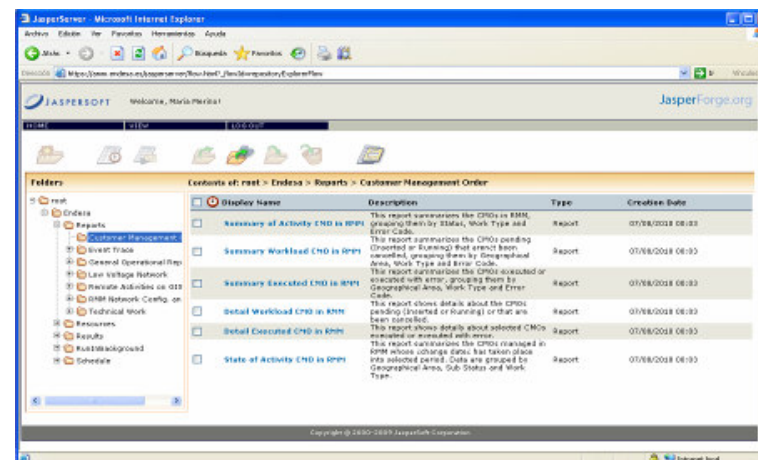 JasperServer - Microsoft Internet Explorer
Archivo Edición Ver Favoritos Herramientas Ayuda
Atrás Búsqueda Favoritos
JASPERSOFT Welcome, Maria Merina!
JasperForge.org
HOME VIEW LOG OUT
Folders
root
Endesa
Reports
Customer Management
Event Trace
General Operational Rep
Low Voltage Network
Remote Activities on GIS
RMM Network Config. an
Technical Work
Resources
Results
RunInBackground
Schedule
Contents of: root > Endesa > Reports > Customer Management Order
Display Name Description Type Creation Date
Summary of Activity CMO in RMM This report summarizes the CMOs in RMM, grouping them by Status, Work Type and Error Code. Report 07/08/2018 08:03
Summary Workload CMO in RMM This report summarizes the CMOs pending (Inserted or Running) that aren't been cancelled, grouping them by Geographical Area, Work Type and Error Code. Report 07/08/2018 08:03
Summary Executed CMO in RMM This report summarizes the CMOs executed or executed with error, grouping them by Geographical Area, Work Type and Error Code. Report 07/08/2018 08:03
Detail Workload CMO in RMM This report shows details about the CMOs pending (Inserted or Running) or that are been cancelled. Report 07/08/2018 08:03
Detail Executed CMO in RMM This report shows details about selected CMOs executed or executed with error. Report 07/08/2018 08:03
State of Activity CMO in RMM This report summarizes the CMOs managed in RMM whose ‹change date› has taken place into selected period. Data are grouped by Geographical Area, Sub Status and Work Type. Report 07/08/2018 08:03
Copyright © 2000-2009 JasperSoft Corporation